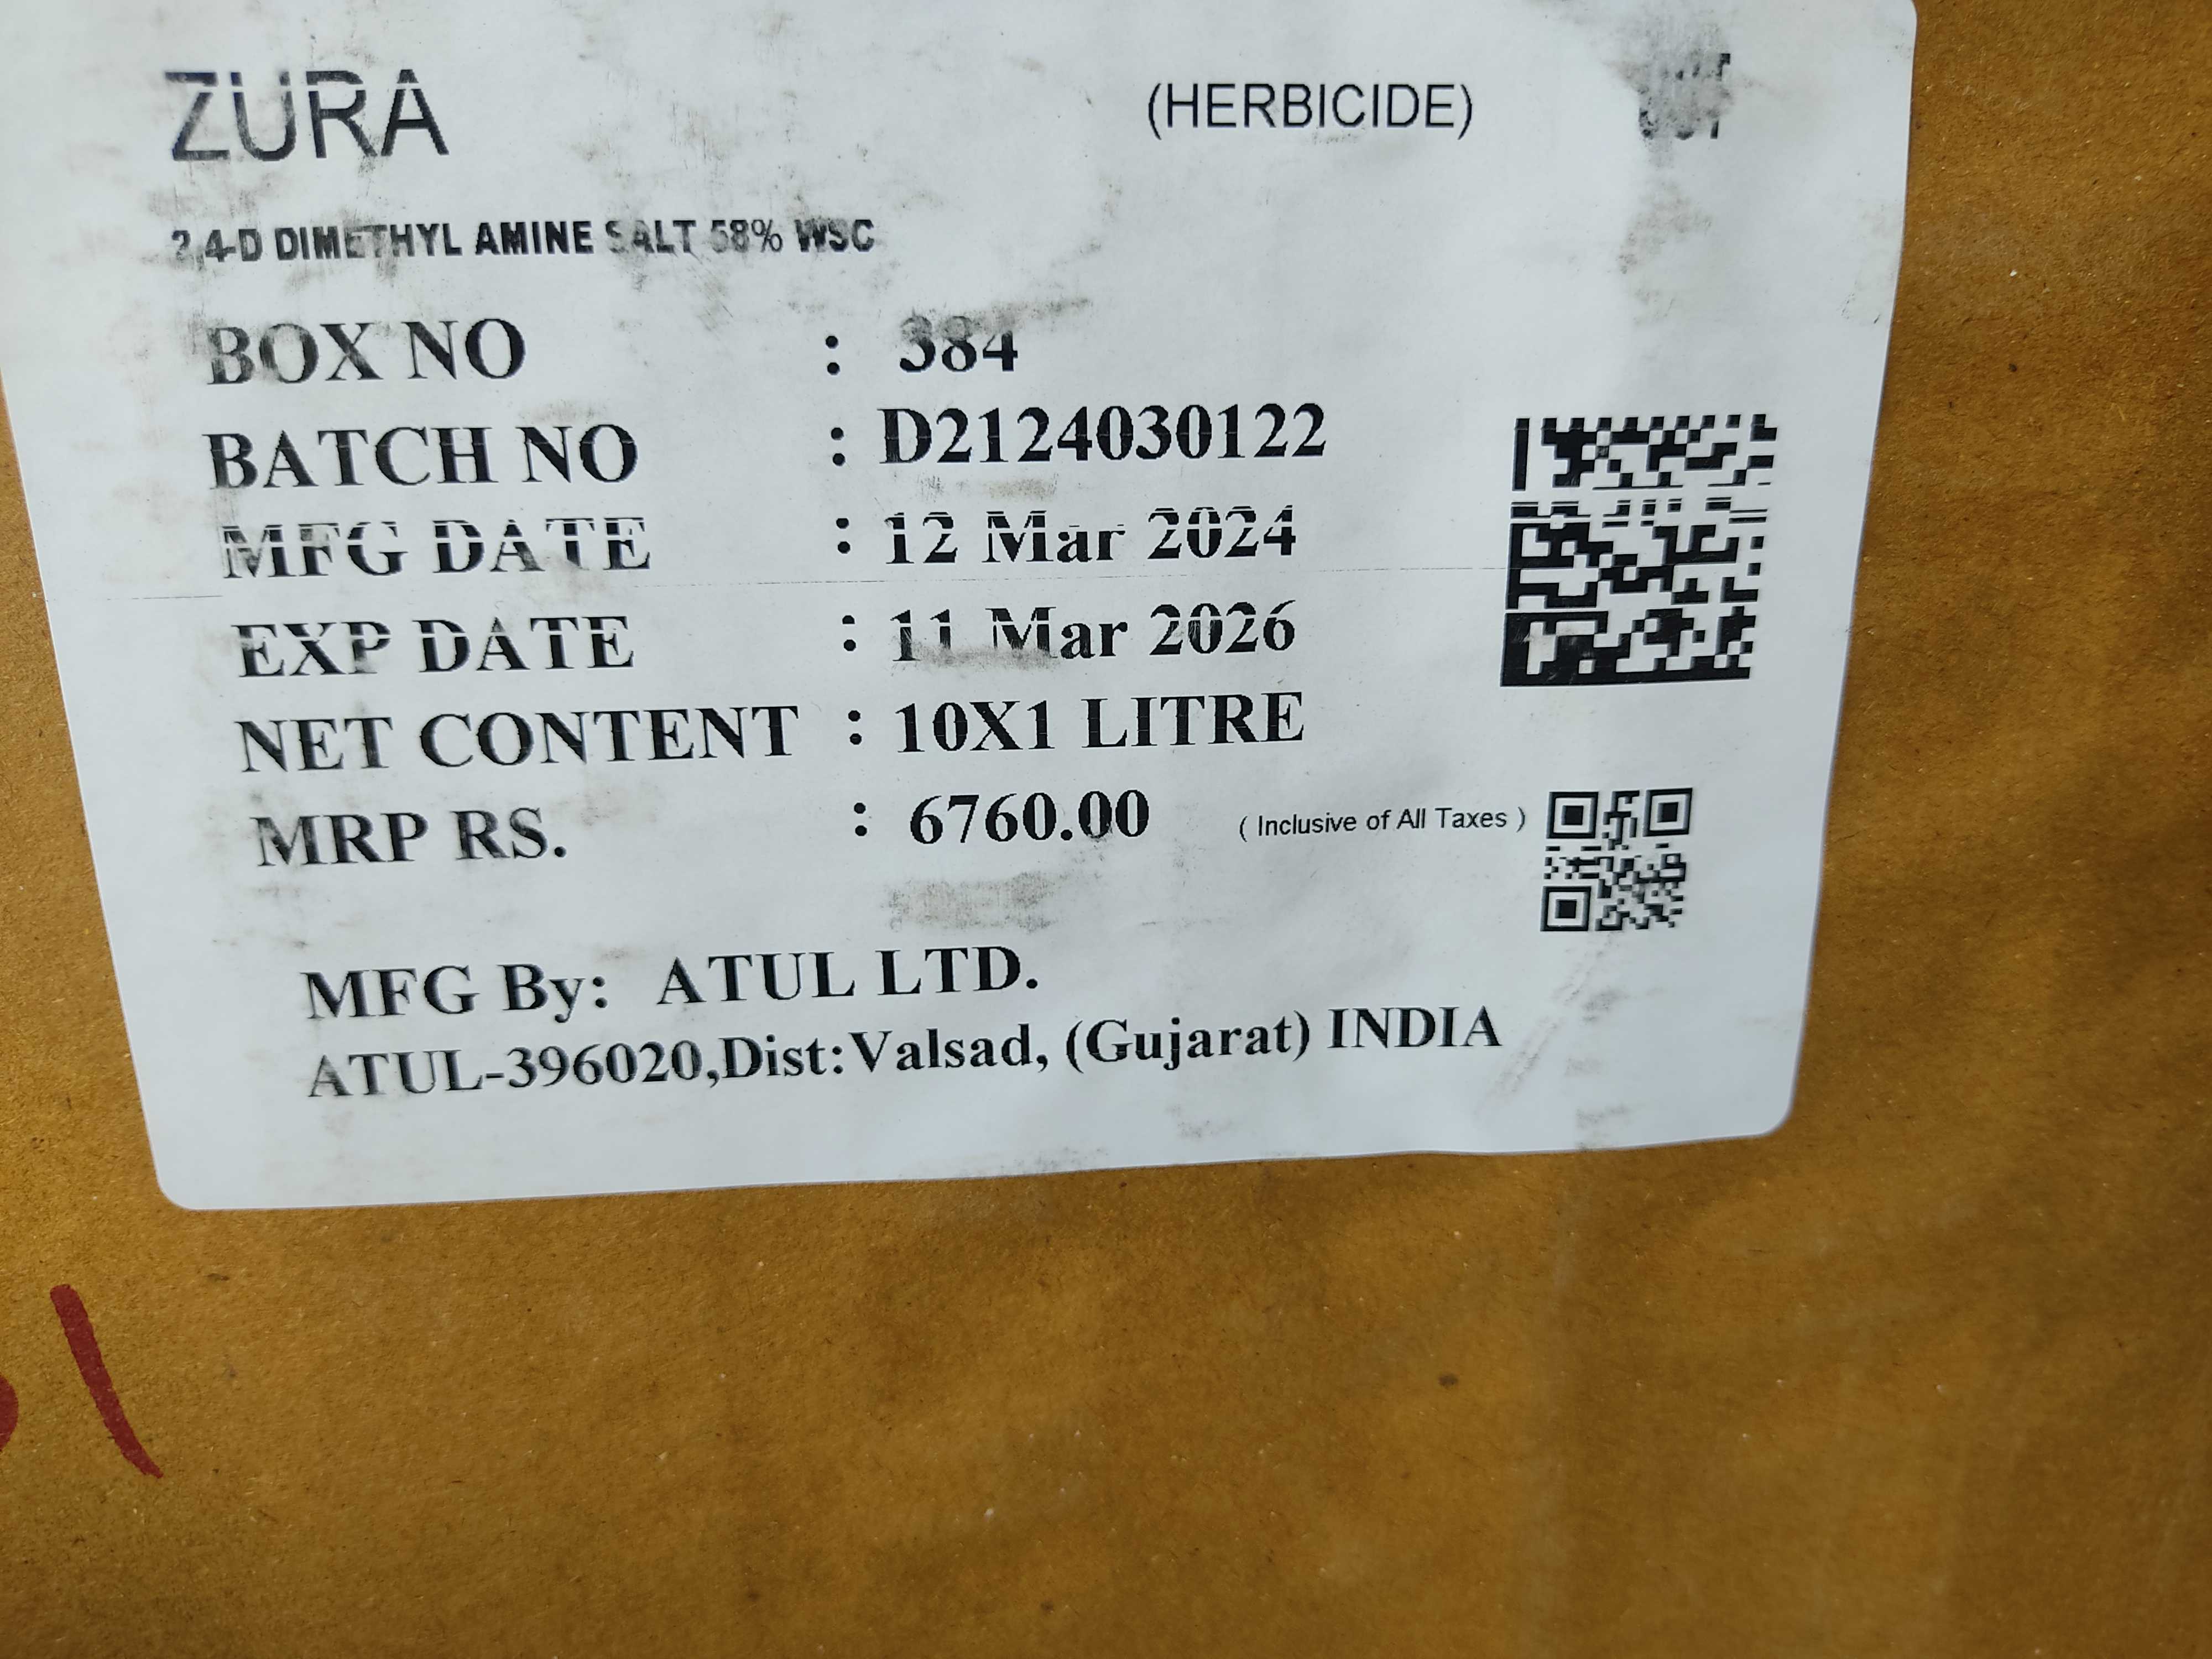 ZURA (HERBICIDE)
2,4-D DIMETHYL AMINE SALT 58% WSC
BOX NO : 384
BATCH NO : D2124030122
MFG DATE : 12 Mar 2024
EXP DATE : 11 Mar 2026
NET CONTENT : 10X1 LITRE
MRP RS. : 6760.00 ( Inclusive of All Taxes )
MFG By: ATUL LTD.
ATUL-396020,Dist:Valsad, (Gujarat) INDIA